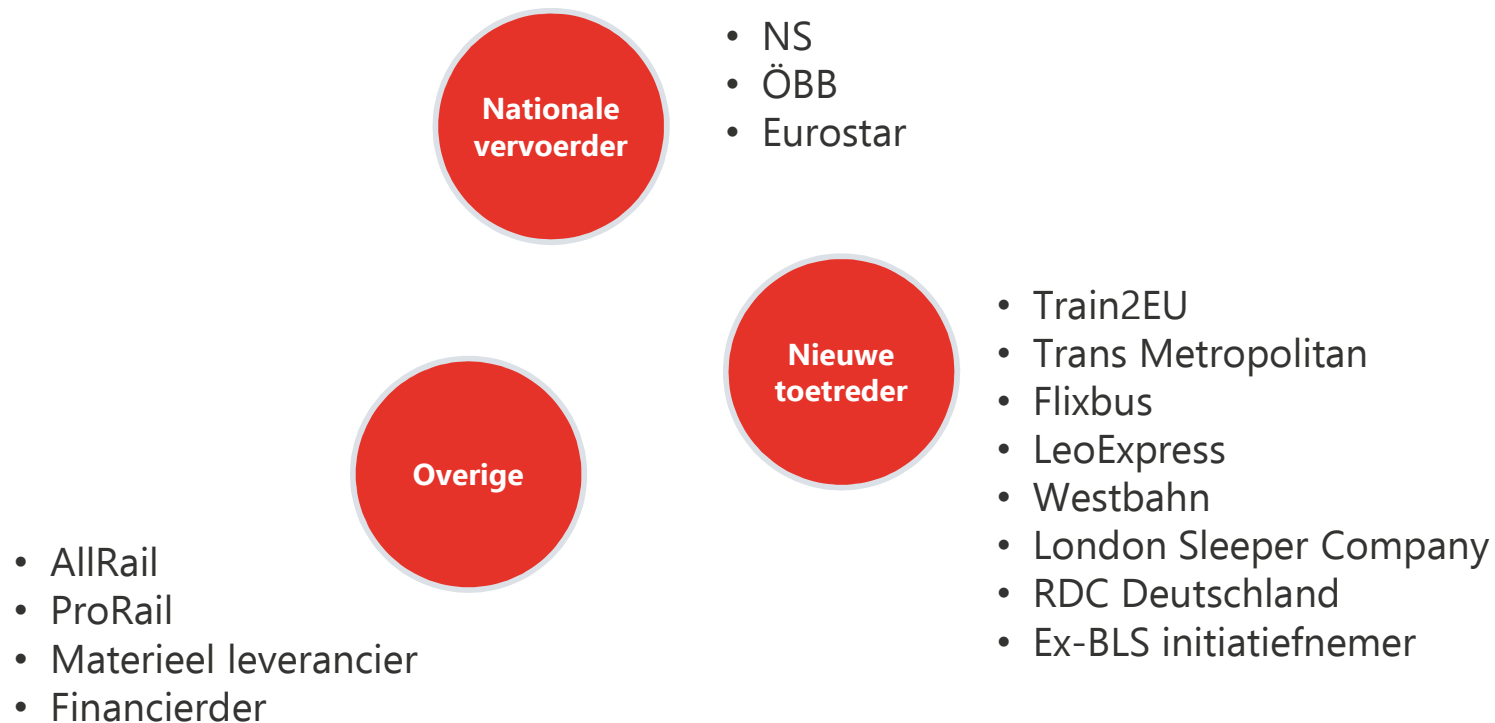 Nationale
vervoerder
• NS
• ÖBB
• Eurostar
Nieuwe
toetreder
• Train2EU
• Trans Metropolitan
• Flixbus
• LeoExpress
• Westbahn
• London Sleeper Company
• RDC Deutschland
• Ex-BLS initiatiefnemer
Overige
• AllRail
• ProRail
• Materieel leverancier
• Financierder